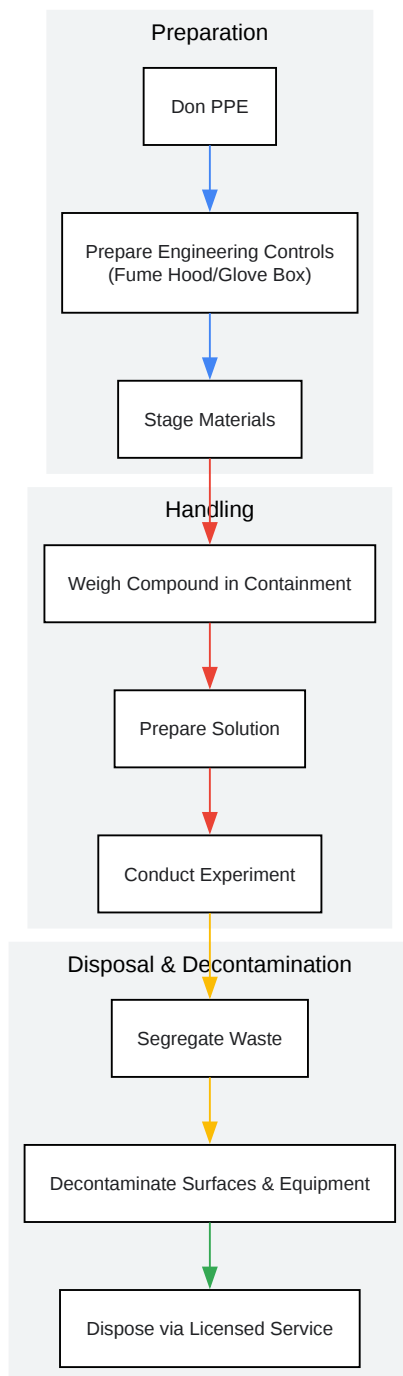 Preparation
Don PPE
Prepare Engineering Controls
(Fume Hood/Glove Box)
Stage Materials
Handling
Weigh Compound in Containment
Prepare Solution
Conduct Experiment
Disposal & Decontamination
Segregate Waste
Decontaminate Surfaces & Equipment
Dispose via Licensed Service